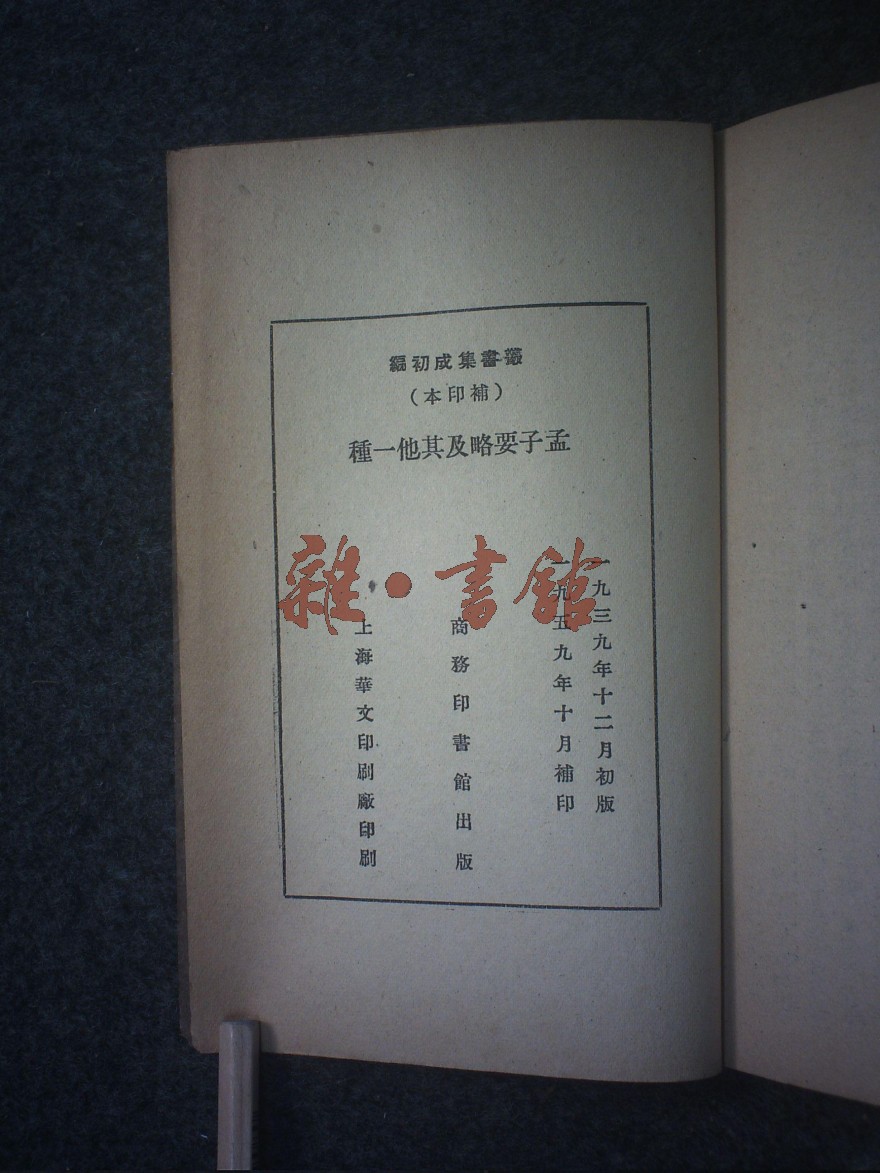 叢書集成初編
（補印本）
孟子要略及其他一種
一九三九年十二月初版
一九五九年十月補印
商務印書館出版
上海華文印刷廠印刷
雜·書館